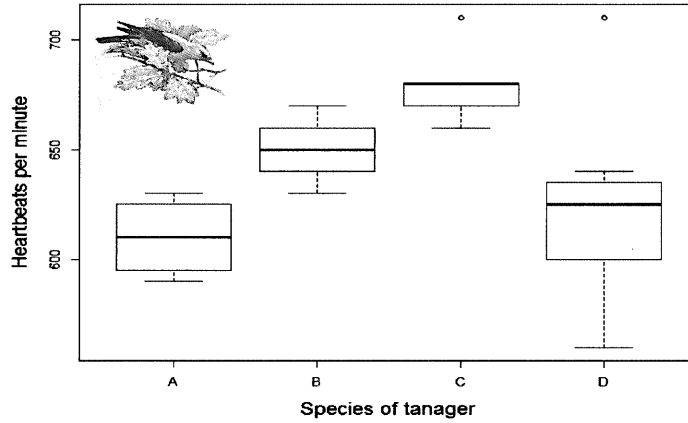 Heartbeats per minute
700
650
600
A B C D
Species of tanager